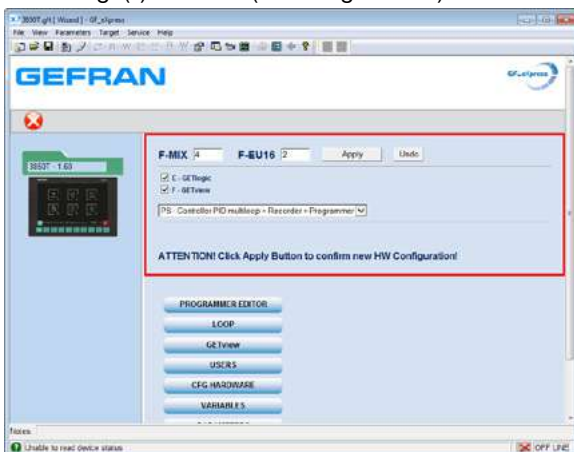 3850T.gft [ Wizard ] - GF_eXpress
File View Parameters Target Service Help
GEFRAN
GF_eXpress
3850T - 1.60
F-MIX 4 F-EU16 2 Apply Undo
E - GETlogic
F - GETview
PS - Controller PID multiloop + Recorder + Programmer
ATTENTION! Click Apply Button to confirm new HW Configuration!
PROGRAMMER EDITOR
LOOP
GETview
USERS
CFG HARDWARE
VARIABLES
Notes
Unable to read device status OFF LINE